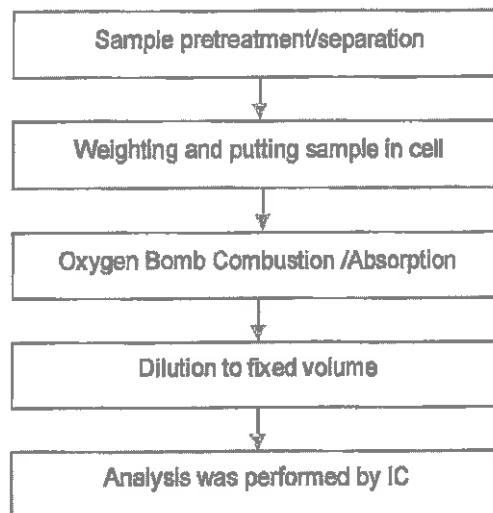 Sample pretreatment/separation
Weighting and putting sample in cell
Oxygen Bomb Combustion /Absorption
Dilution to fixed volume
Analysis was performed by IC